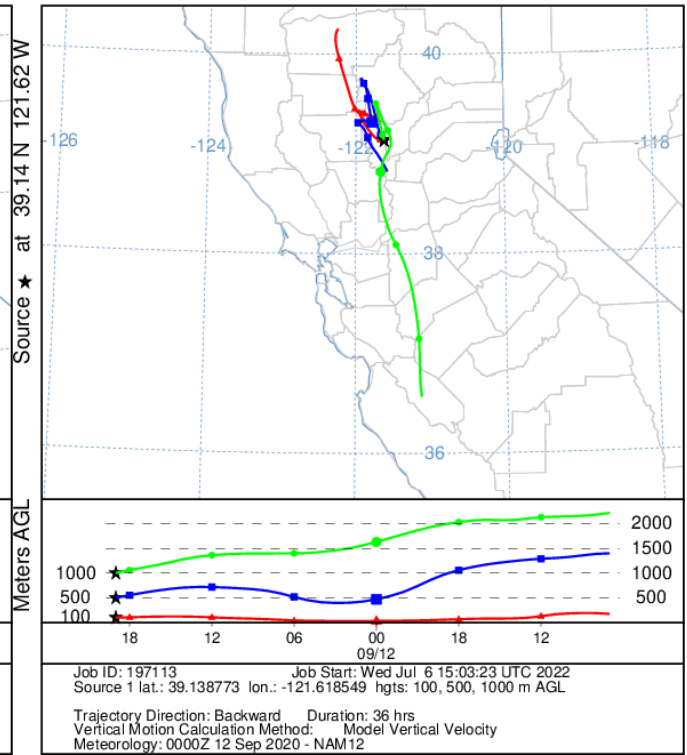 Source ★ at 39.14 N 121.62 W
40
-126
-124
-122
-120
-118
38
36
Meters AGL
2000
1500
1000
500
1000
500
100
18 12 06 00 18 12
09/12
Job ID: 197113 Job Start: Wed Jul 6 15:03:23 UTC 2022
Source 1 lat.: 39.138773 lon.: -121.618549 hgts: 100, 500, 1000 m AGL
Trajectory Direction: Backward Duration: 36 hrs
Vertical Motion Calculation Method: Model Vertical Velocity
Meteorology: 0000Z 12 Sep 2020 - NAM12